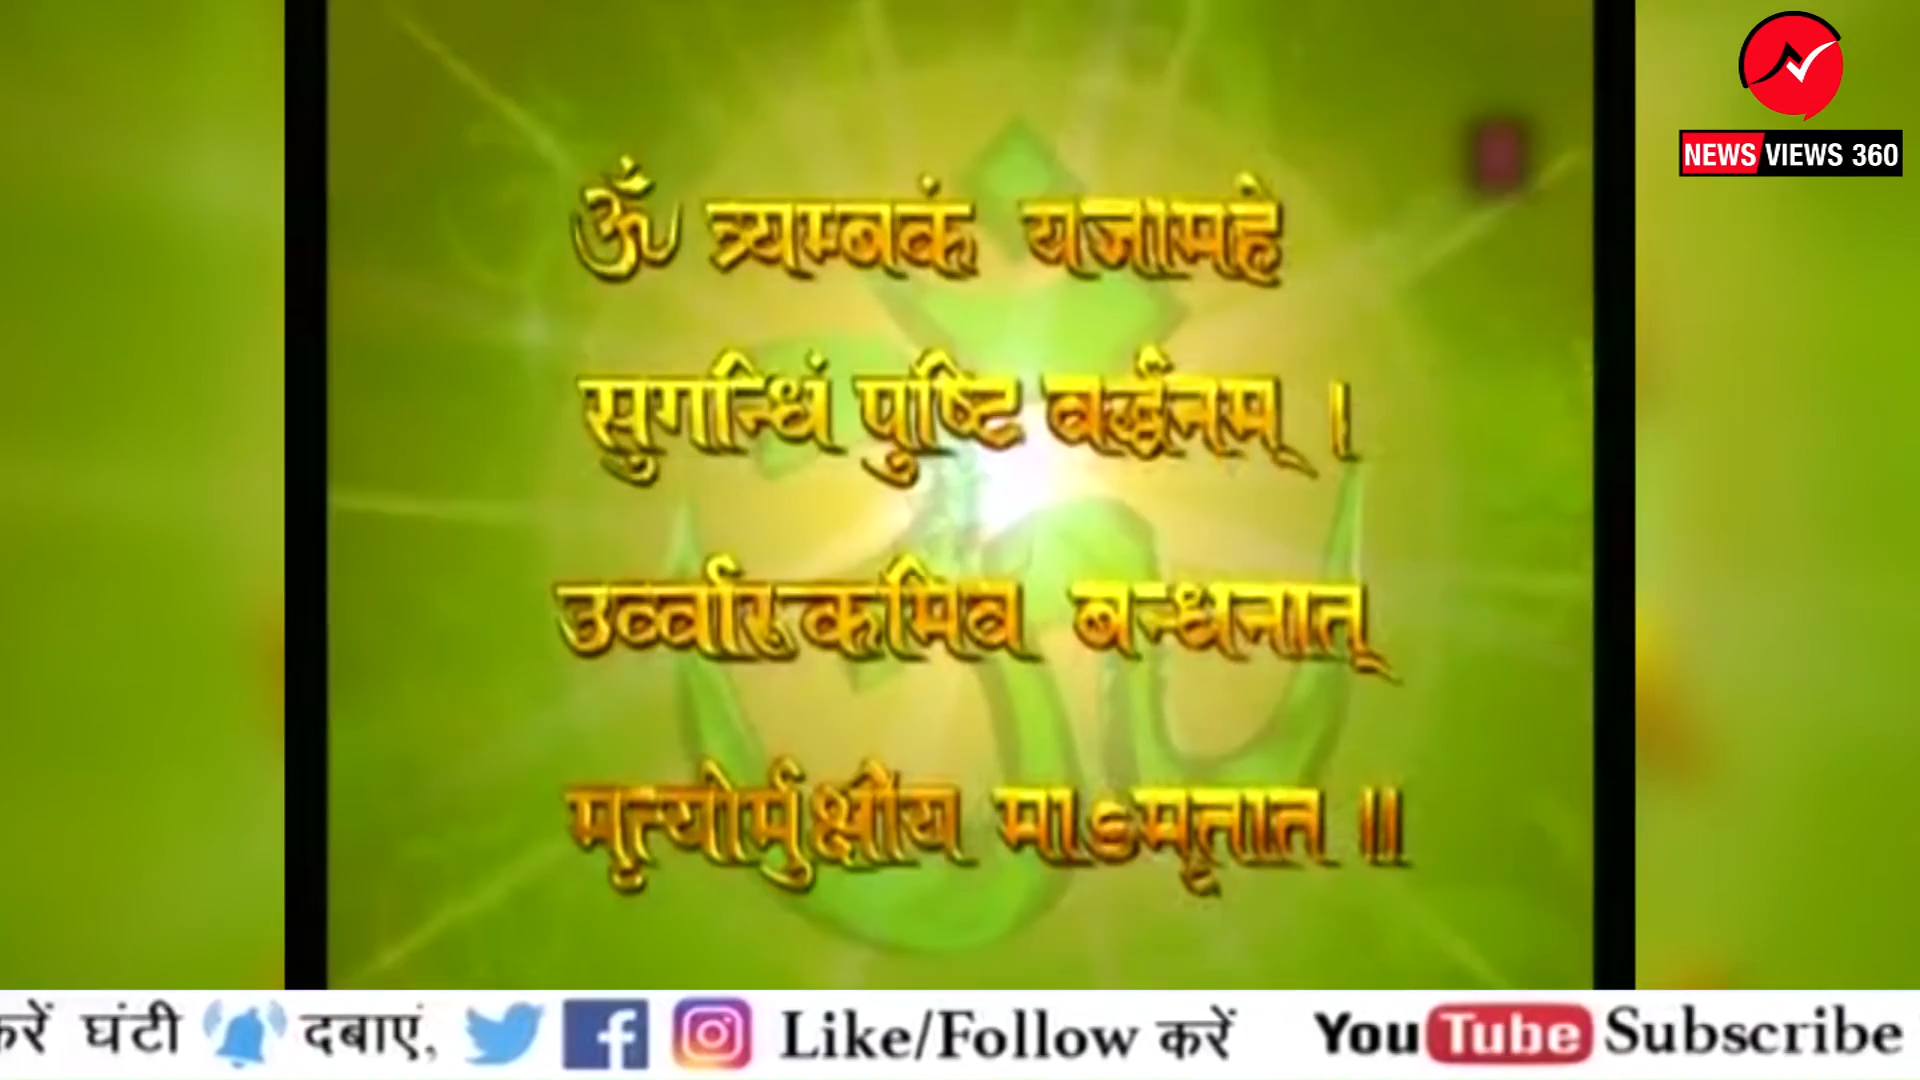 NEWS VIEWS 360
ॐ त्र्यम्बकं यजामहे
सुगन्धिं पुष्टि वर्द्धनम् ।
उर्व्वारुकमिव बन्धनात्
मृत्योर्मुक्षीय माऽमृतात ॥
करें घंटी दबाएं, Like/Follow करें YouTube Subscribe